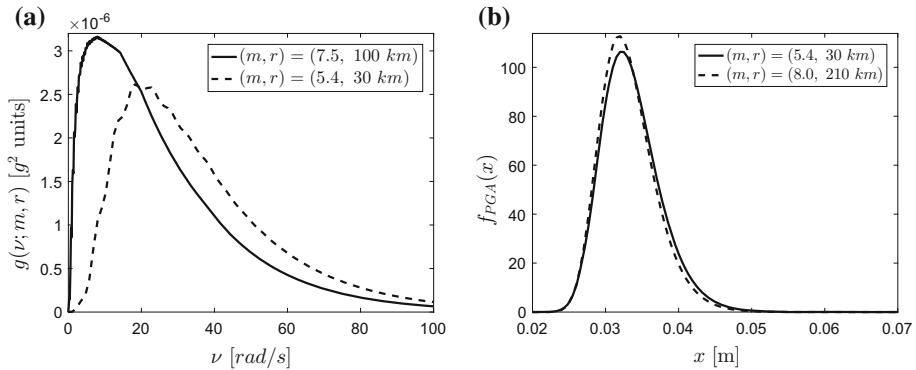 (a)
×10^-6
(m, r) = (7.5, 100 km)
(m, r) = (5.4, 30 km)
g(ν; m, r) [g² units]
3
2.5
2
1.5
1
0.5
0
0 20 40 60 80 100
ν [rad/s]
(b)
(m, r) = (5.4, 30 km)
(m, r) = (8.0, 210 km)
f_PGA(x)
100
80
60
40
20
0
0.02 0.03 0.04 0.05 0.06 0.07
x [m]